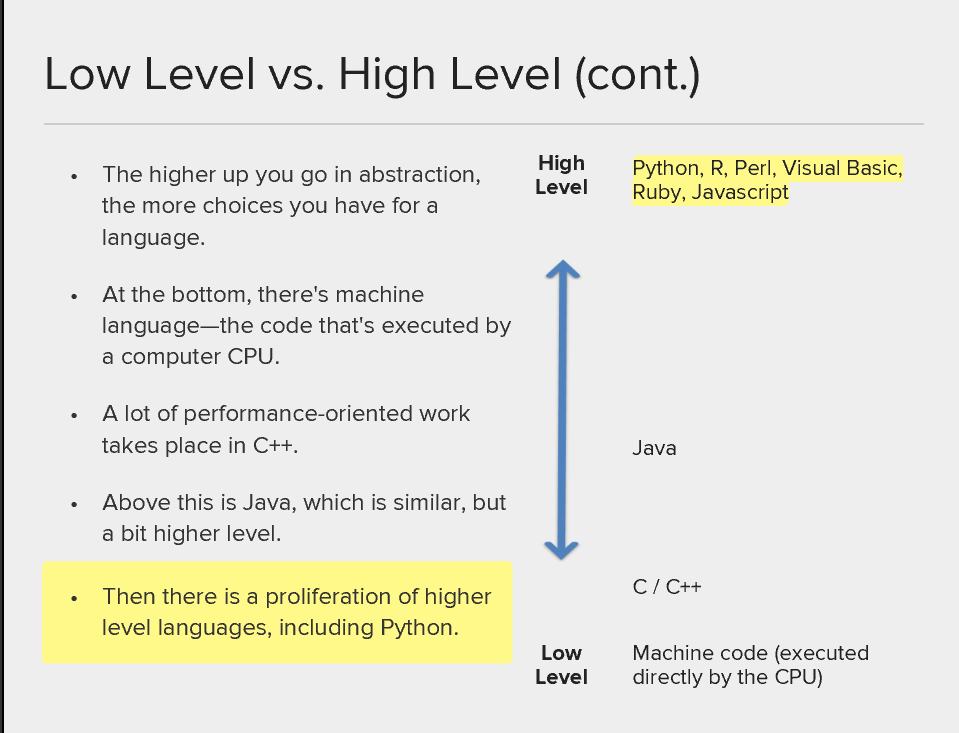 Low Level vs. High Level (cont.)
• The higher up you go in abstraction,
the more choices you have for a
language.
• At the bottom, there's machine
language—the code that's executed by
a computer CPU.
• A lot of performance-oriented work
takes place in C++.
• Above this is Java, which is similar, but
a bit higher level.
• Then there is a proliferation of higher
level languages, including Python.
High
Level
Python, R, Perl, Visual Basic,
Ruby, Javascript
Java
C / C++
Low
Level
Machine code (executed
directly by the CPU)